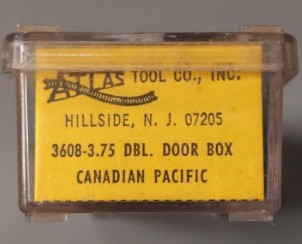 ATLAS TOOL CO., INC.
HILLSIDE, N. J. 07205
3608-3.75 DBL. DOOR BOX
CANADIAN PACIFIC